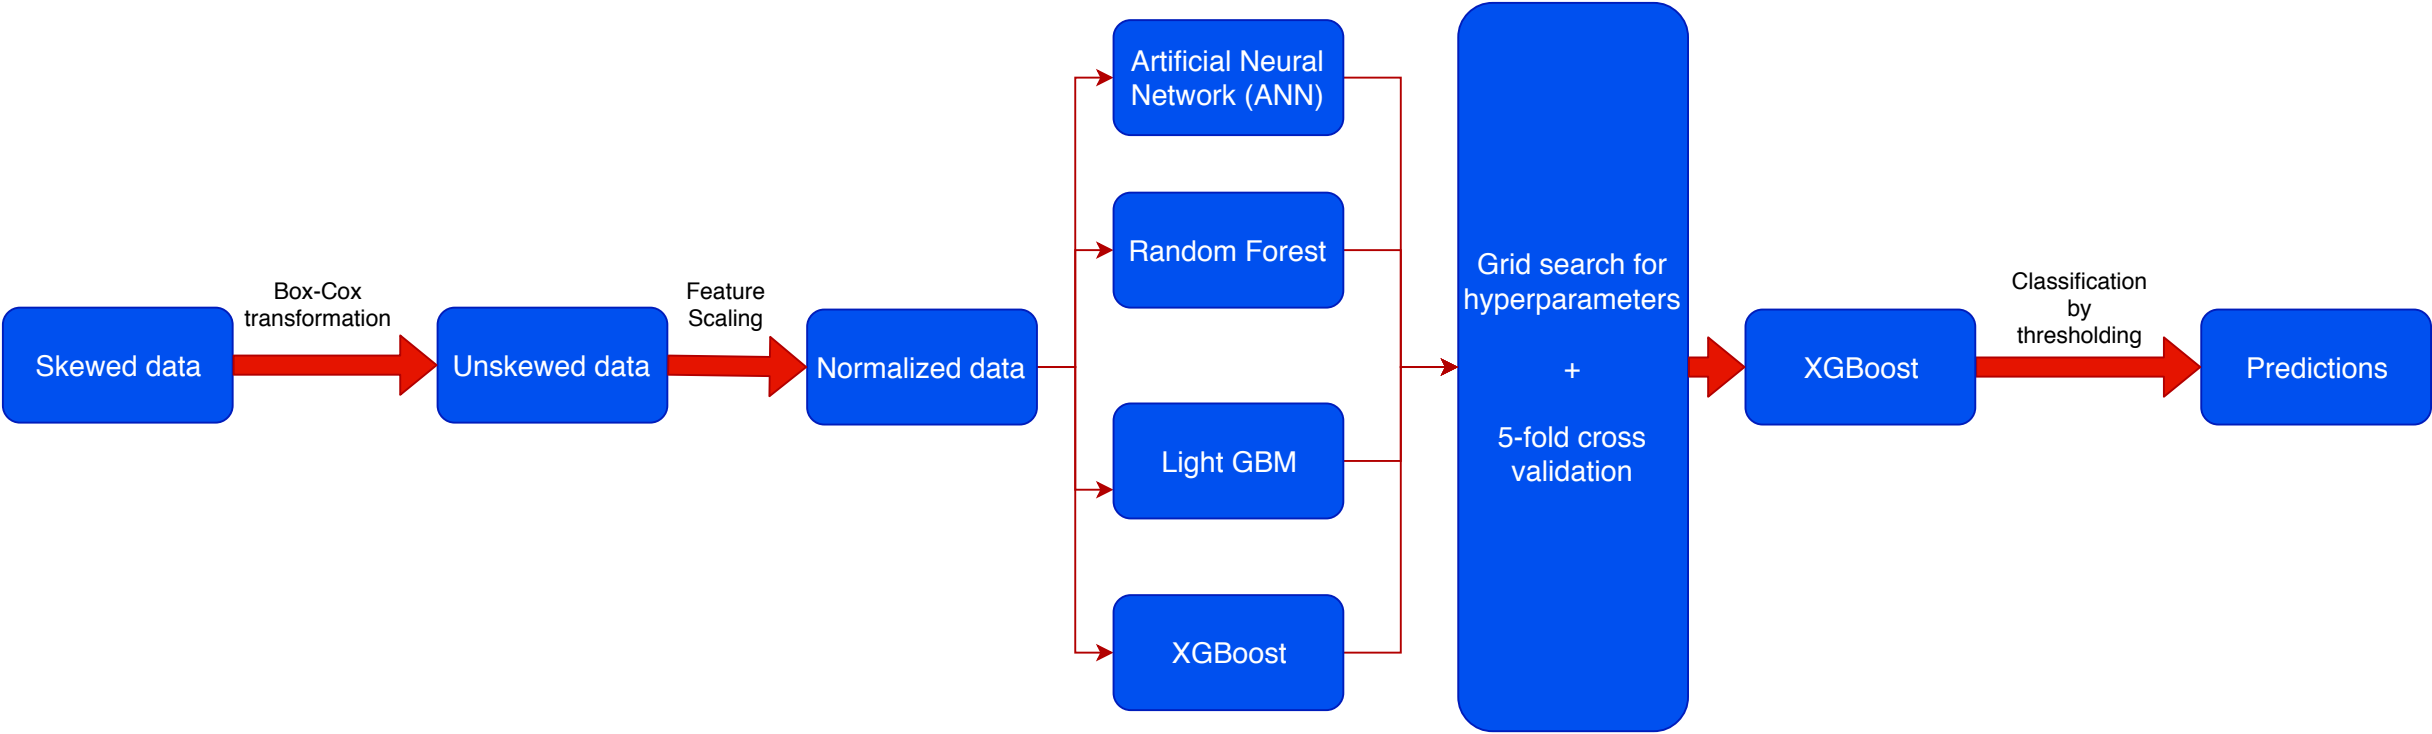 Skewed data
Box-Cox
transformation
Unskewed data
Feature
Scaling
Normalized data
Artificial Neural
Network (ANN)
Random Forest
Light GBM
XGBoost
Grid search for
hyperparameters
+
5-fold cross
validation
XGBoost
Classification
by
thresholding
Predictions